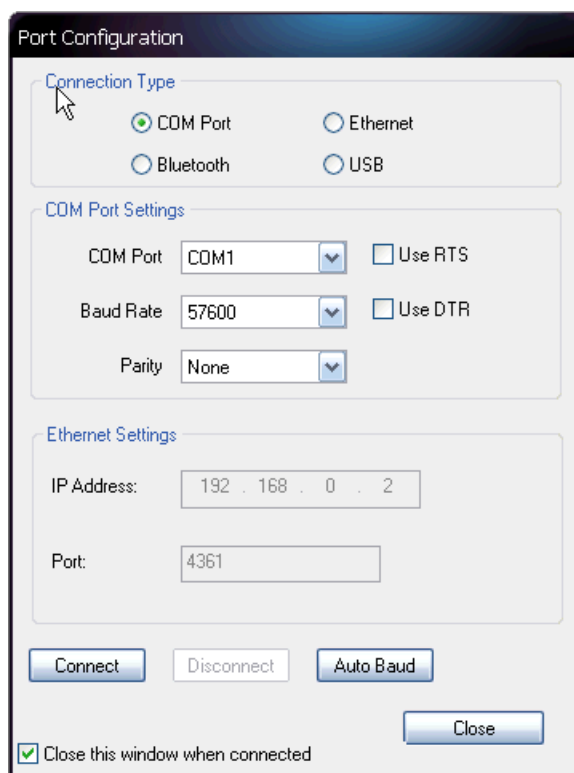 Port Configuration
Connection Type
COM Port Ethernet
Bluetooth USB
COM Port Settings
COM Port COM1 Use RTS
Baud Rate 57600 Use DTR
Parity None
Ethernet Settings
IP Address: 192 . 168 . 0 . 2
Port: 4361
Connect Disconnect Auto Baud
Close
Close this window when connected